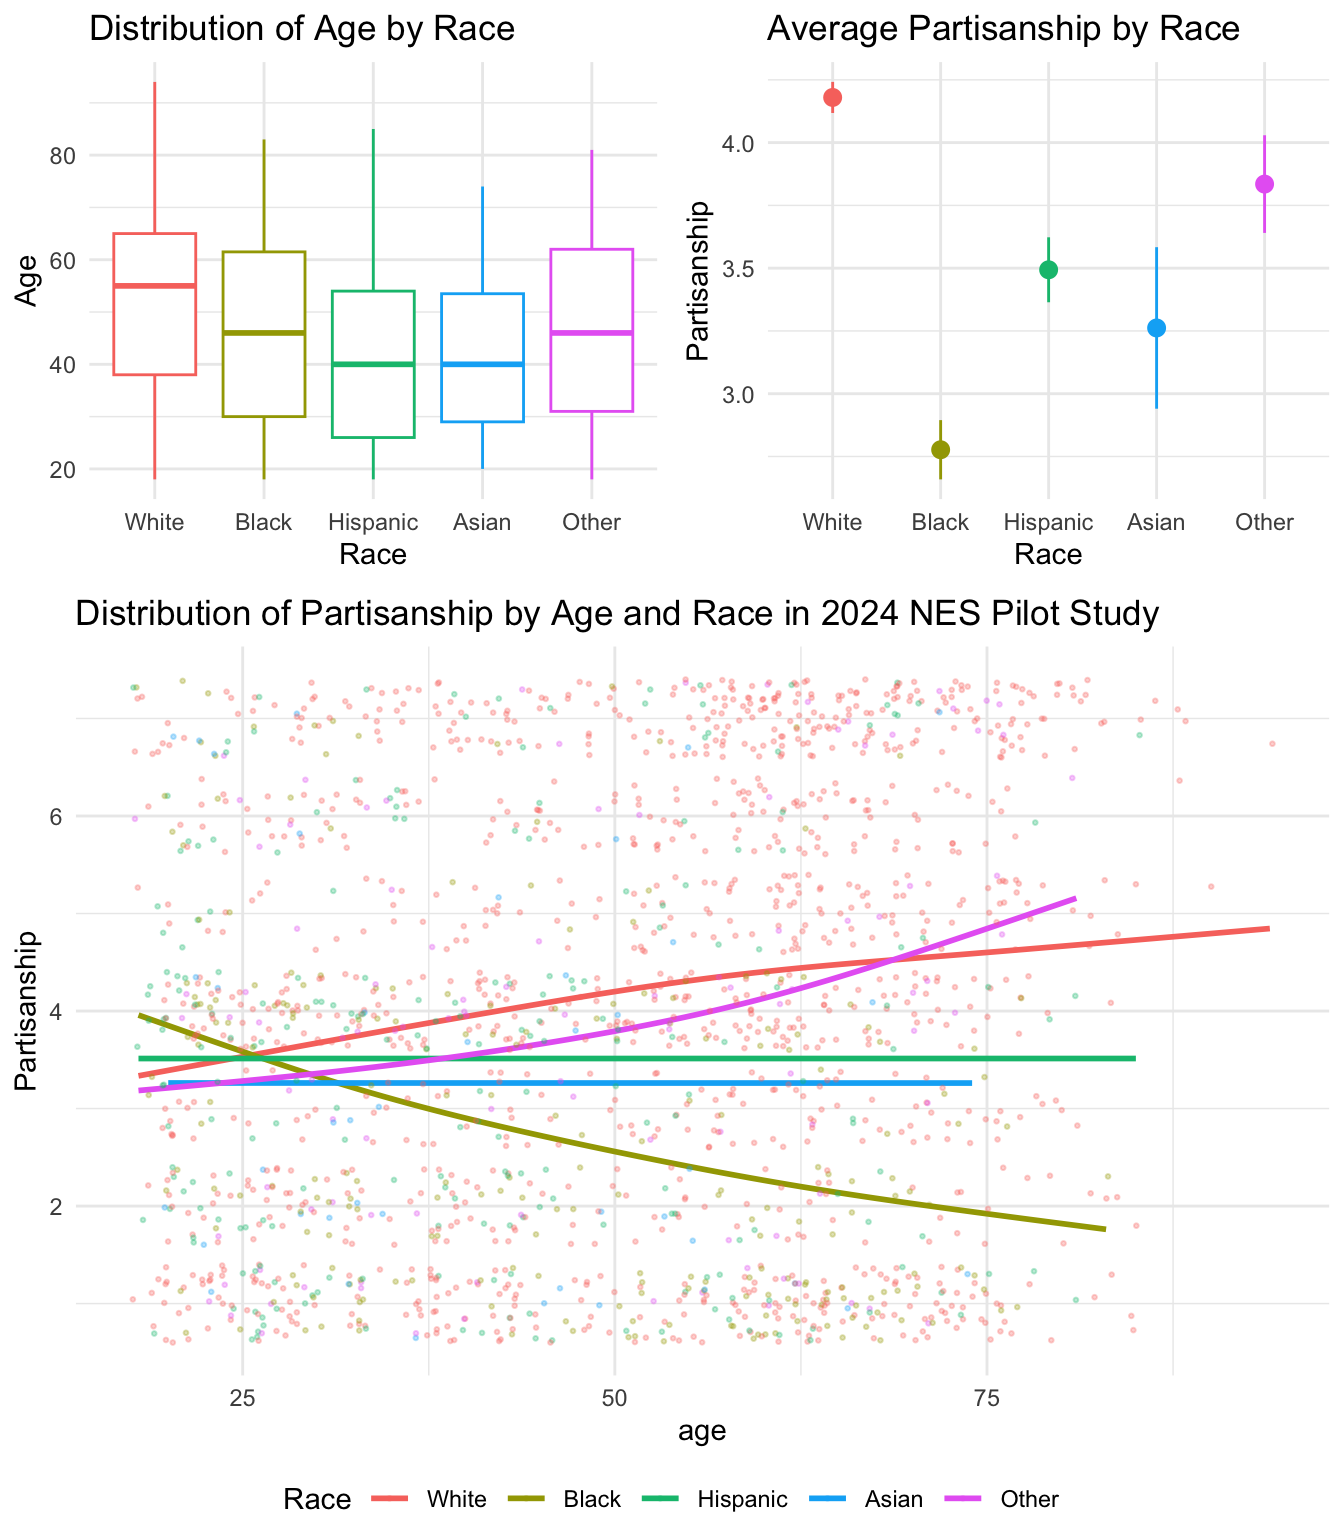 Distribution of Age by Race
Age
80
60
40
20
White Black Hispanic Asian Other
Race
Average Partisanship by Race
Partisanship
4.0
3.5
3.0
White Black Hispanic Asian Other
Race
Distribution of Partisanship by Age and Race in 2024 NES Pilot Study
Partisanship
6
4
2
25 50 75
age
Race White Black Hispanic Asian Other